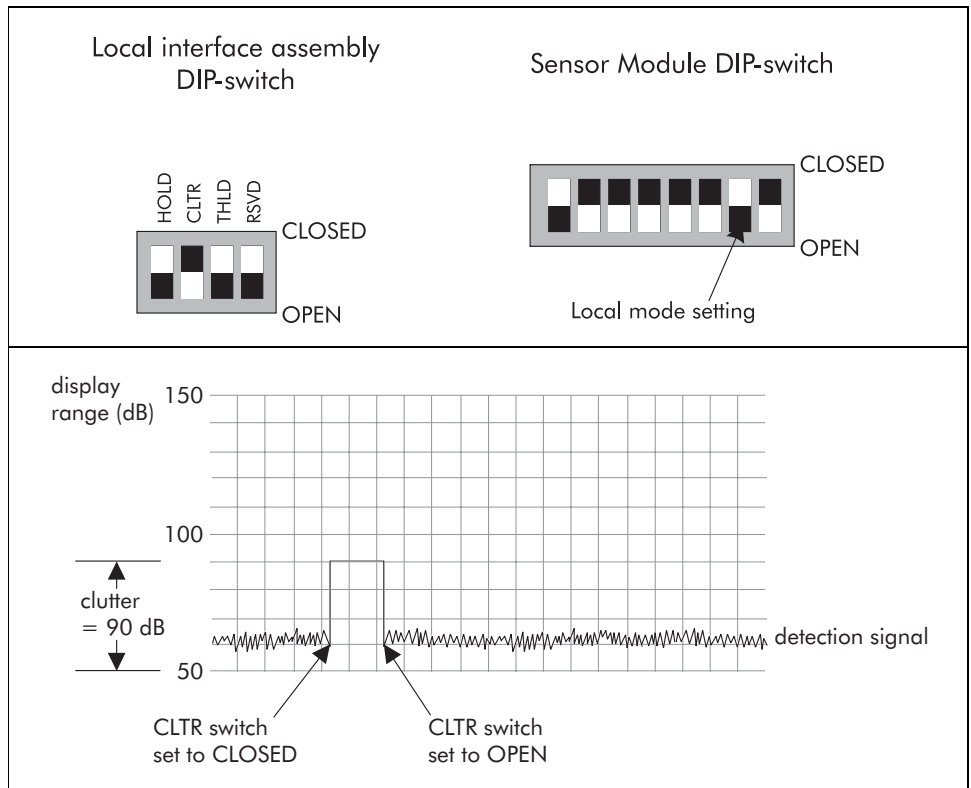 Local interface assembly
DIP-switch
Sensor Module DIP-switch
HOLD
CLTR
THLD
RSVD
CLOSED
OPEN
CLOSED
OPEN
Local mode setting
display
range (dB)
150
100
50
clutter
= 90 dB
detection signal
CLTR switch
set to CLOSED
CLTR switch
set to OPEN